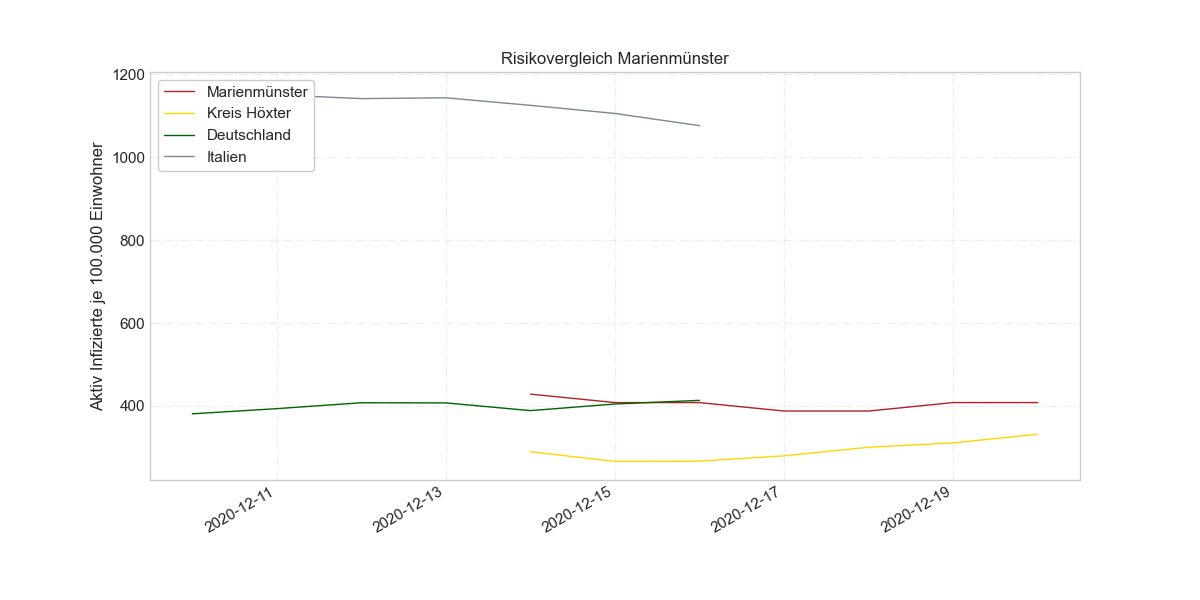 Risikovergleich Marienmünster
Aktiv Infizierte je 100.000 Einwohner
1200
1000
800
600
400
Marienmünster
Kreis Höxter
Deutschland
Italien
2020-12-11
2020-12-13
2020-12-15
2020-12-17
2020-12-19